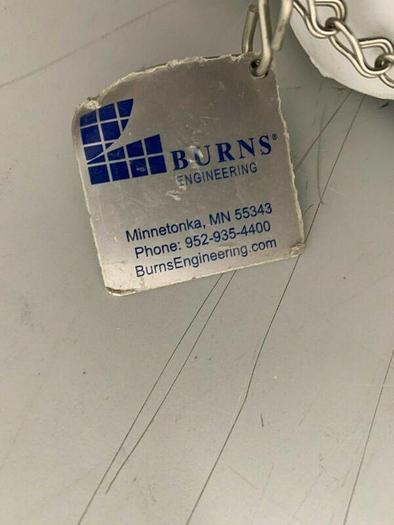 BURNS®
ENGINEERING
Minnetonka, MN 55343
Phone: 952-935-4400
BurnsEngineering.com